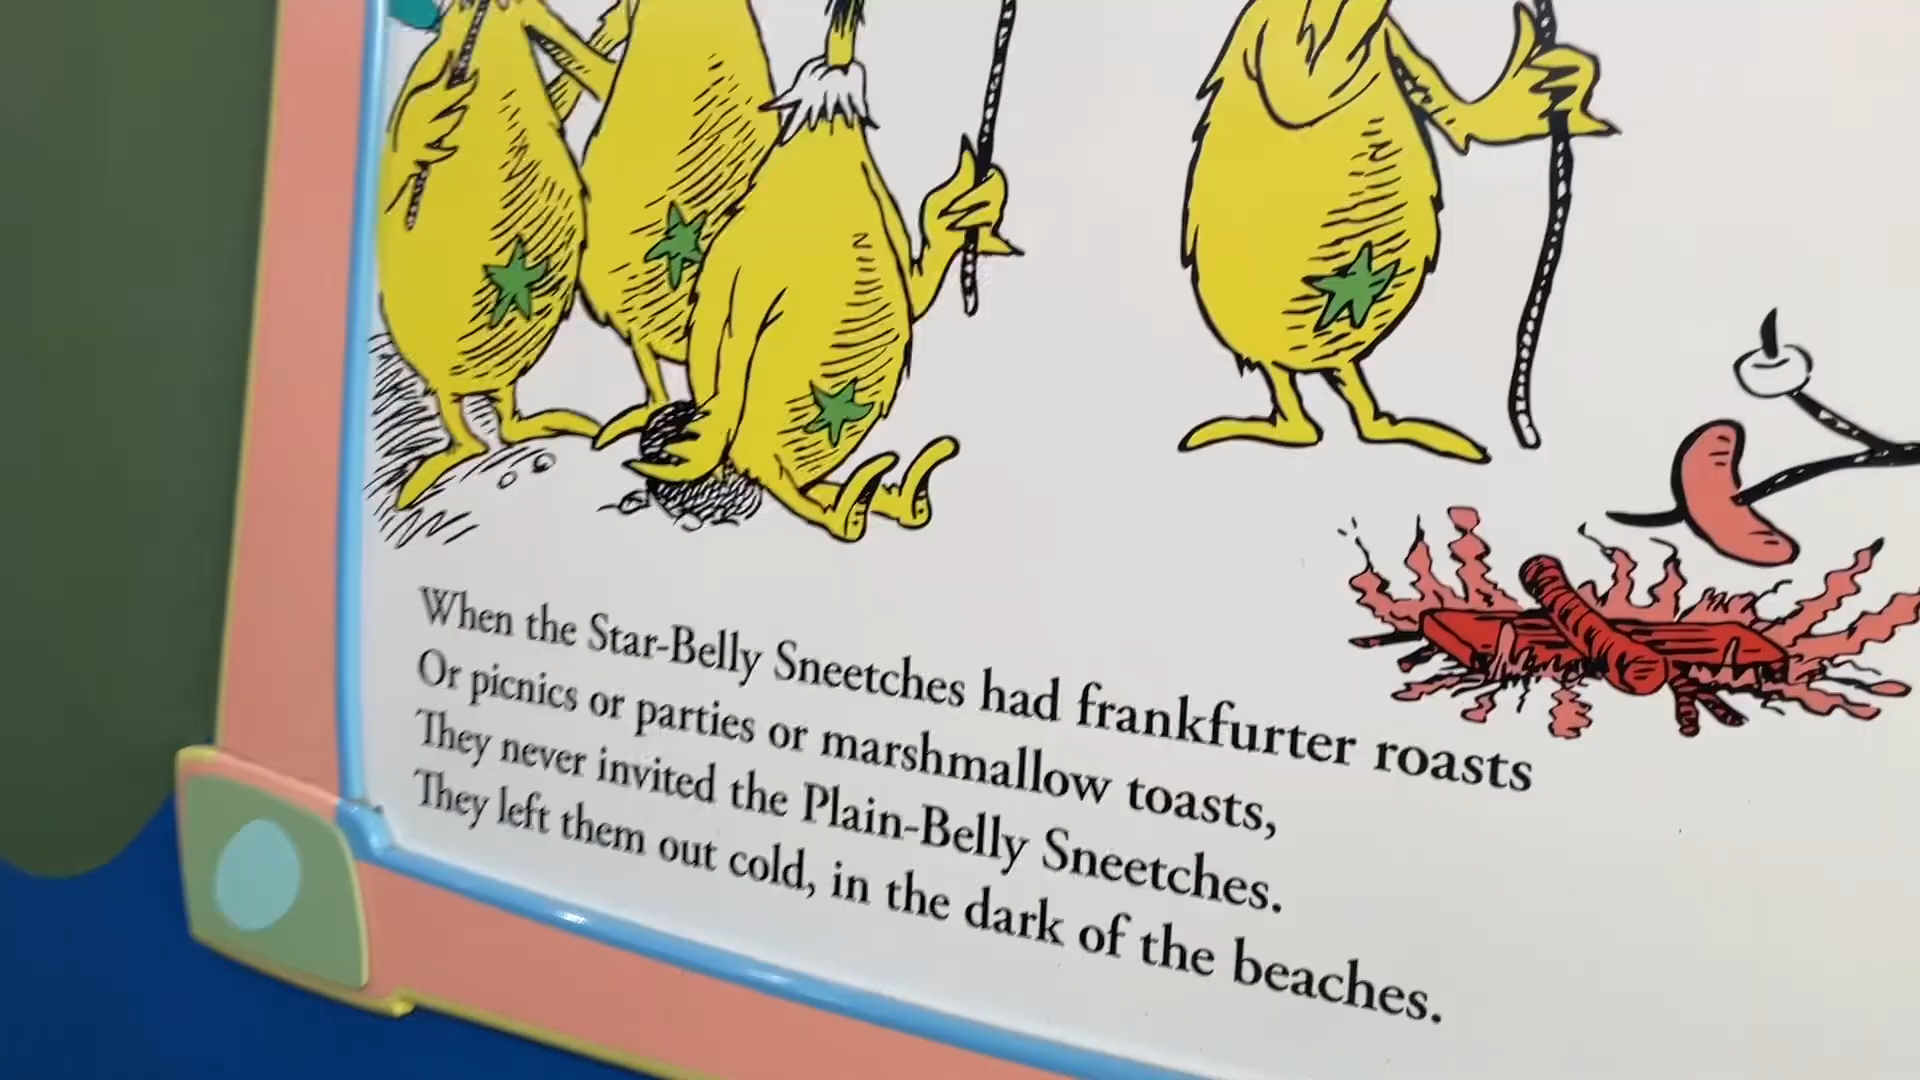 When the Star-Belly Sneetches had frankfurter roasts
Or picnics or parties or marshmallow toasts,
They never invited the Plain-Belly Sneetches.
They left them out cold, in the dark of the beaches.